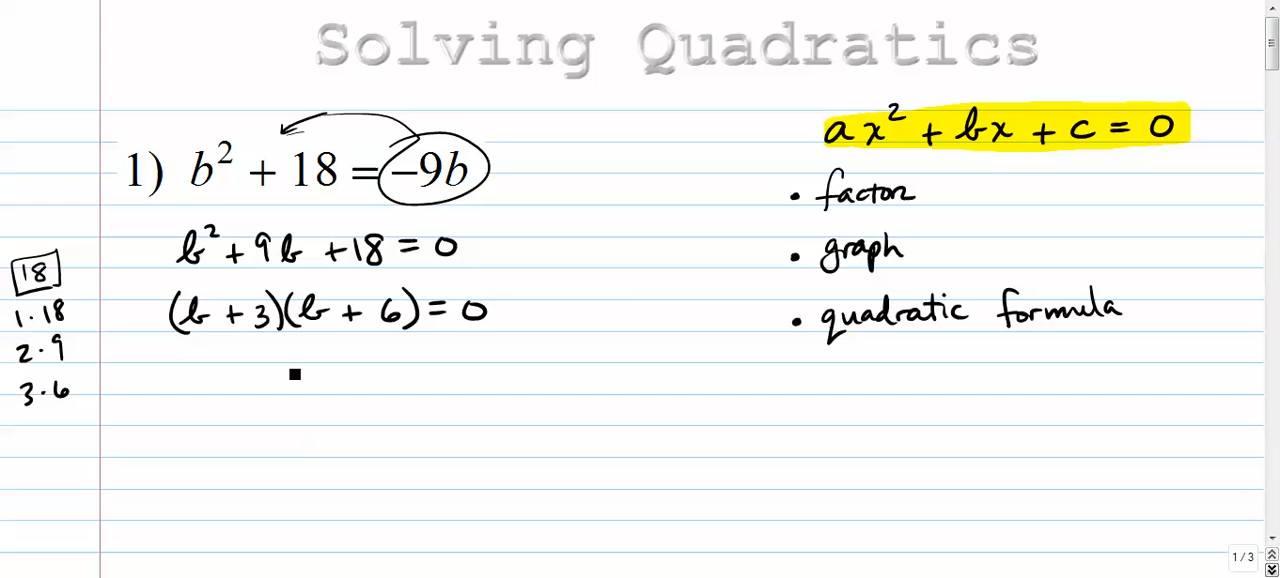 Solving Quadratics
1) b² + 18 = −9b
b² + 9b + 18 = 0
(b + 3)(b + 6) = 0
18
1·18
2·9
3·6
ax² + bx + c = 0
• factor
• graph
• quadratic formula
1/3